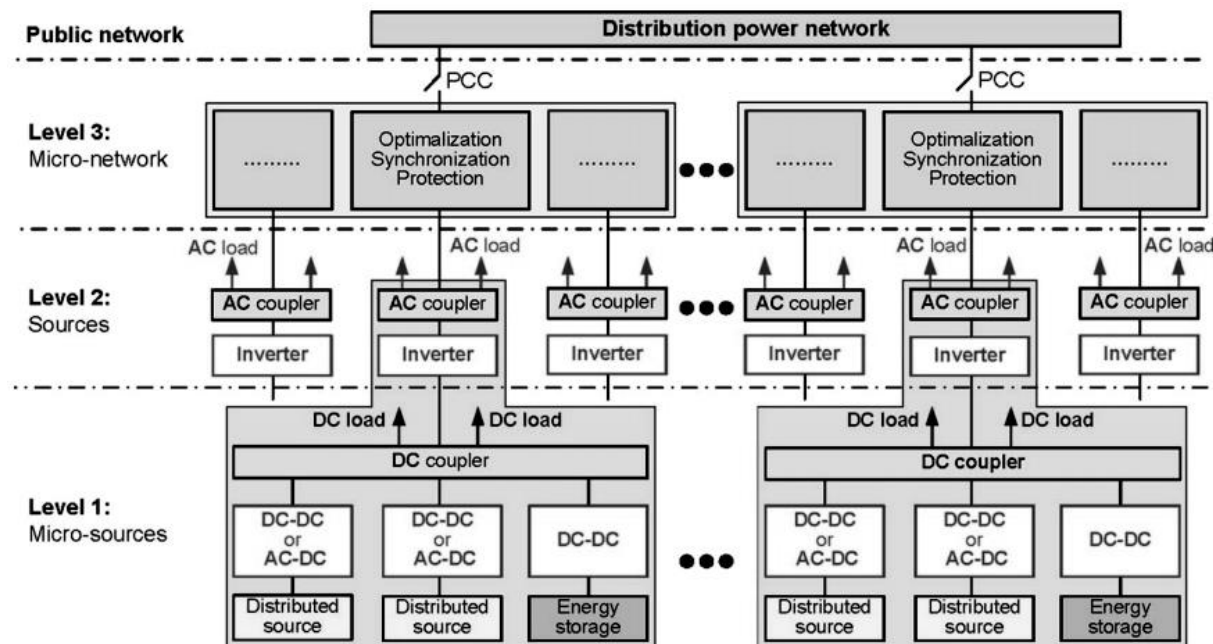 Public network
Distribution power network
PCC
PCC
Level 3:
Micro-network
.........
Optimalization
Synchronization
Protection
.........
.........
Optimalization
Synchronization
Protection
.........
AC load
AC load
AC load
AC load
Level 2:
Sources
AC coupler
AC coupler
AC coupler
AC coupler
AC coupler
AC coupler
Inverter
Inverter
Inverter
Inverter
Inverter
Inverter
DC load
DC load
DC load
DC load
DC coupler
DC coupler
Level 1:
Micro-sources
DC-DC
or
AC-DC
DC-DC
or
AC-DC
DC-DC
DC-DC
or
AC-DC
DC-DC
or
AC-DC
DC-DC
Distributed
source
Distributed
source
Energy
storage
Distributed
source
Distributed
source
Energy
storage